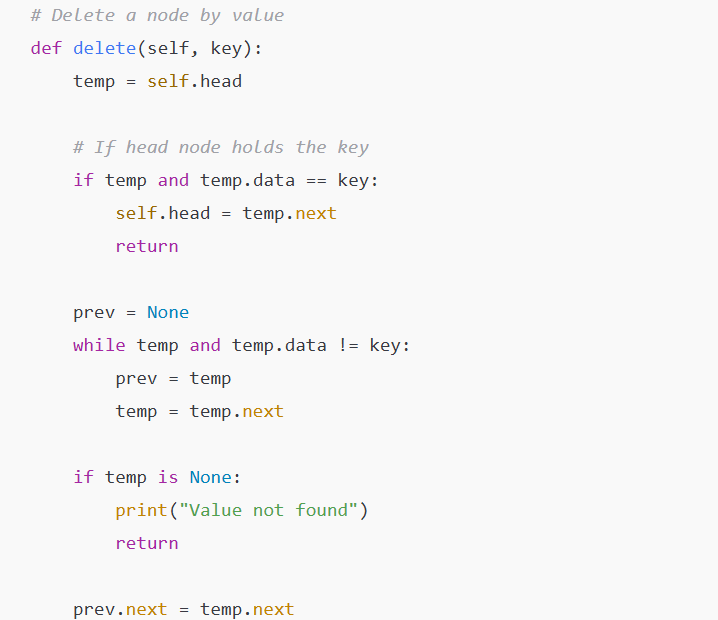 # Delete a node by value
def delete(self, key):
    temp = self.head

    # If head node holds the key
    if temp and temp.data == key:
        self.head = temp.next
        return

    prev = None
    while temp and temp.data != key:
        prev = temp
        temp = temp.next

    if temp is None:
        print("Value not found")
        return

    prev.next = temp.next